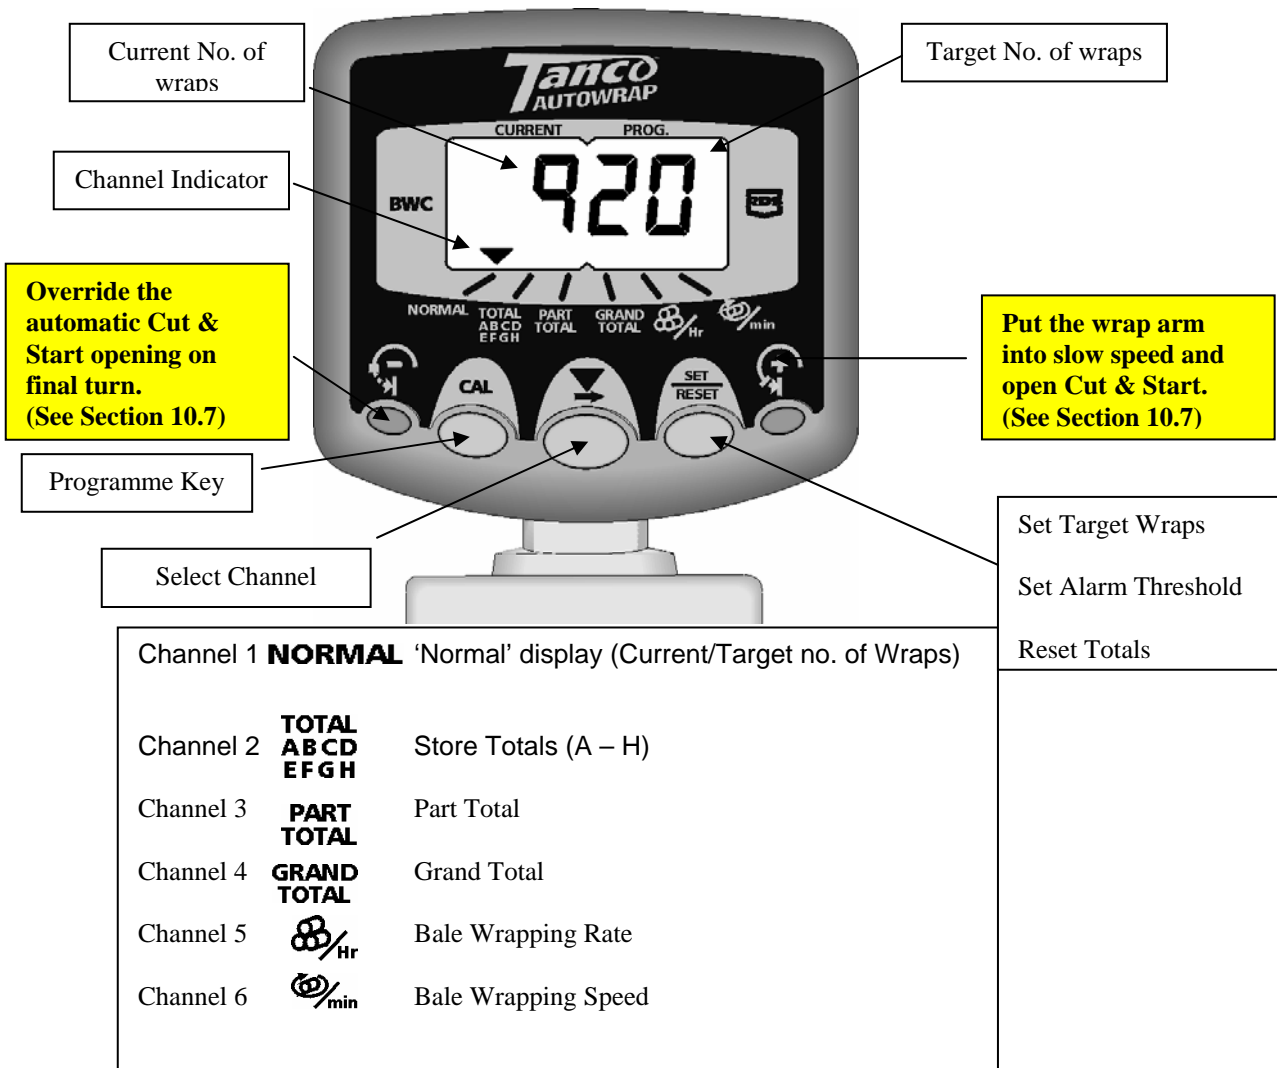 Current No. of
wraps
Target No. of wraps
Tanco
AUTOWRAP
CURRENT PROG.
920
Channel Indicator
BWC
RDS
NORMAL
TOTAL
ABCD
EFGH
PART
TOTAL
GRAND
TOTAL
/Hr
/min
Override the
automatic Cut &
Start opening on
final turn.
(See Section 10.7)
Put the wrap arm
into slow speed and
open Cut & Start.
(See Section 10.7)
CAL
SET
RESET
Programme Key
Select Channel
Set Target Wraps
Set Alarm Threshold
Reset Totals
Channel 1 NORMAL 'Normal' display (Current/Target no. of Wraps)
Channel 2 TOTAL ABCD EFGH Store Totals (A – H)
Channel 3 PART TOTAL Part Total
Channel 4 GRAND TOTAL Grand Total
Channel 5 /Hr Bale Wrapping Rate
Channel 6 /min Bale Wrapping Speed